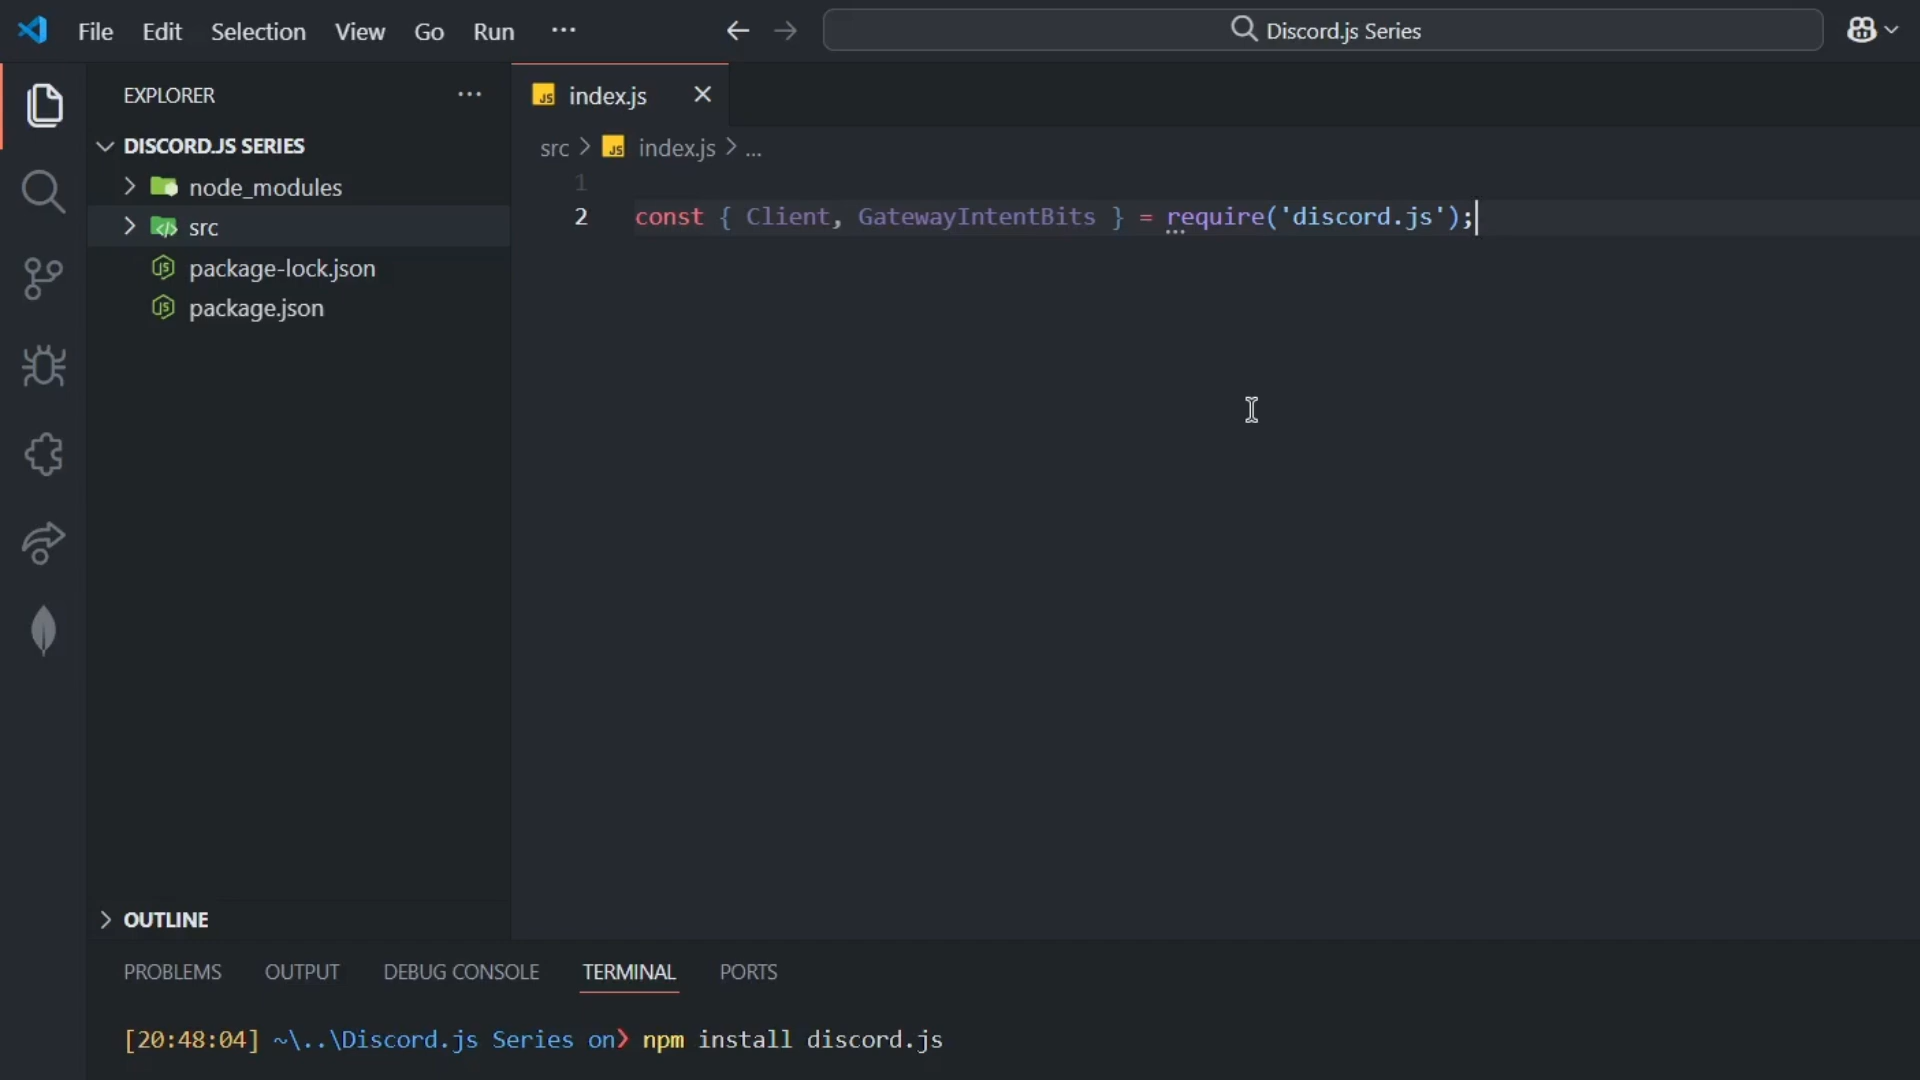 File Edit Selection View Go Run ... Discord.js Series
EXPLORER ...
DISCORD.JS SERIES
node_modules
src
package-lock.json
package.json
OUTLINE
JS index.js
src > JS index.js > ...
1
2 const { Client, GatewayIntentBits } = require('discord.js');
PROBLEMS OUTPUT DEBUG CONSOLE TERMINAL PORTS
[20:48:04] ~\..\Discord.js Series on❯ npm install discord.js